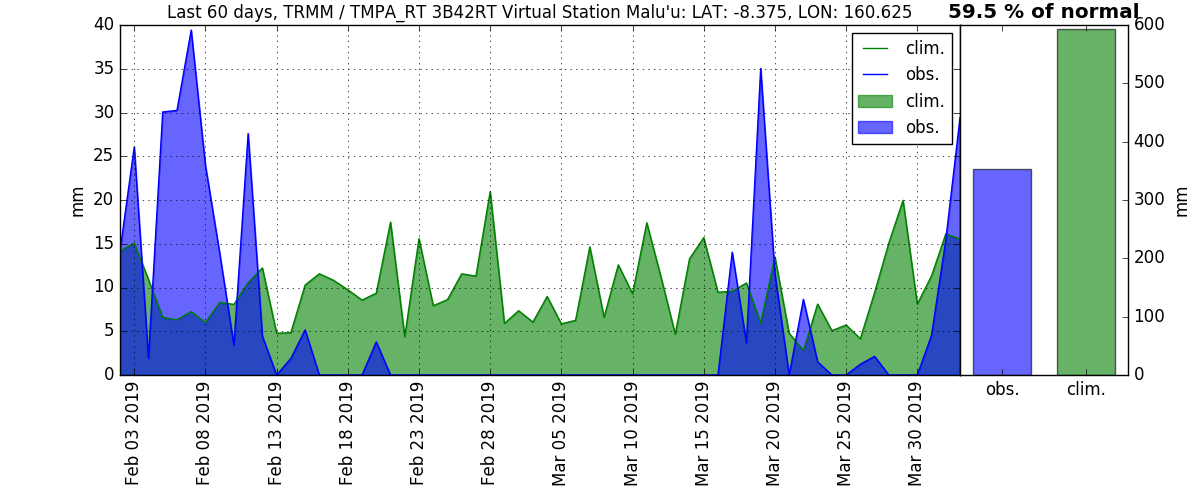 Last 60 days, TRMM / TMPA_RT 3B42RT Virtual Station Malu'u: LAT: -8.375, LON: 160.625
59.5 % of normal
40
35
30
25
20
15
10
5
0
mm
clim.
obs.
clim.
obs.
600
500
400
300
200
100
0
mm
obs.
clim.
Feb 03 2019
Feb 08 2019
Feb 13 2019
Feb 18 2019
Feb 23 2019
Feb 28 2019
Mar 05 2019
Mar 10 2019
Mar 15 2019
Mar 20 2019
Mar 25 2019
Mar 30 2019